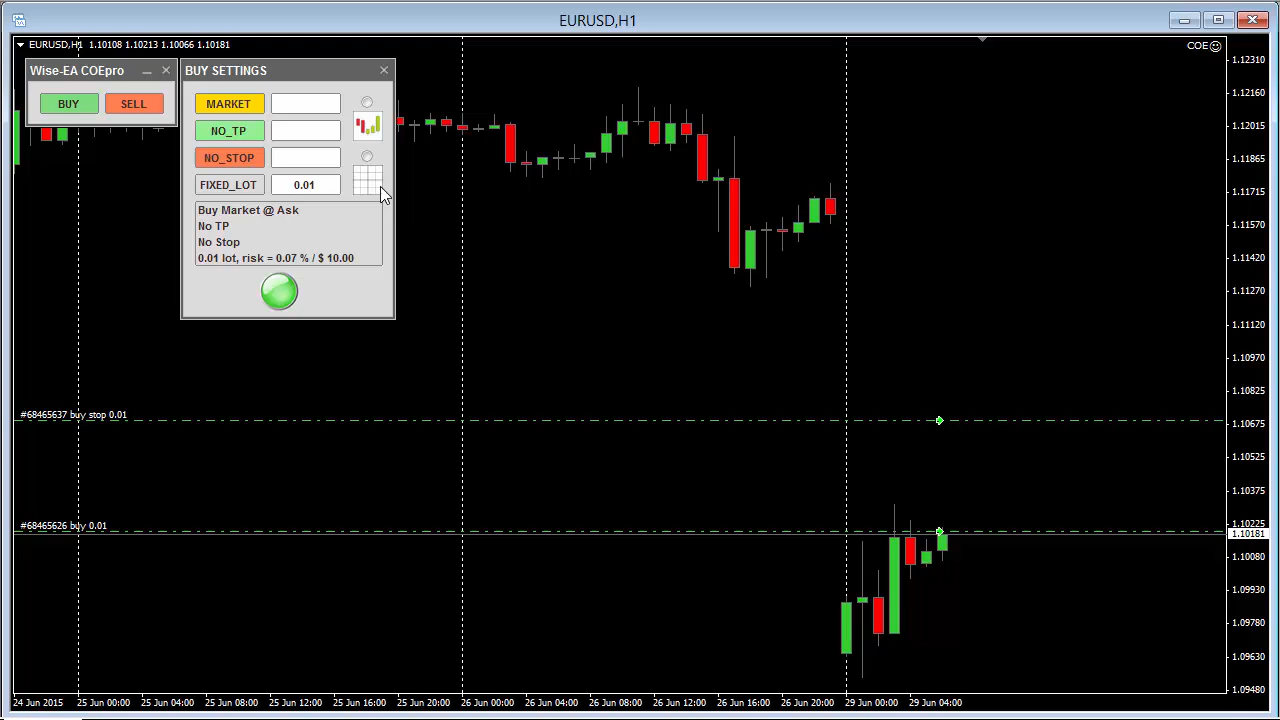 EURUSD,H1
EURUSD,H1 1.10108 1.10213 1.10066 1.10181
COE
Wise-EA COEpro
BUY SELL
BUY SETTINGS
MARKET
NO_TP
NO_STOP
FIXED_LOT 0.01
Buy Market @ Ask
No TP
No Stop
0.01 lot, risk = 0.07 % / $ 10.00
#68465637 buy stop 0.01
#68465626 buy 0.01
1.12310
1.12160
1.12015
1.11865
1.11715
1.11570
1.11420
1.11270
1.11120
1.10970
1.10825
1.10675
1.10525
1.10375
1.10225
1.10181
1.10080
1.09930
1.09780
1.09630
1.09480
24 Jun 2015 25 Jun 00:00 25 Jun 04:00 25 Jun 08:00 25 Jun 12:00 25 Jun 16:00 25 Jun 20:00 26 Jun 00:00 26 Jun 04:00 26 Jun 08:00 26 Jun 12:00 26 Jun 16:00 26 Jun 20:00 29 Jun 00:00 29 Jun 04:00